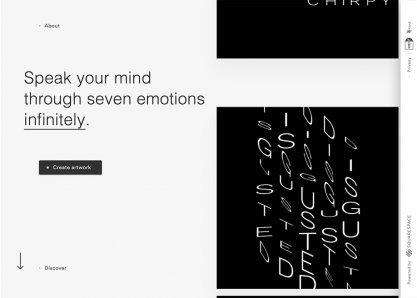 About
CHIRPY
Speak your mind
through seven emotions
infinitely.
Create artwork
Discover
DISGUSTED
DISGUSTED
DISGUSTED
DISGUST
Privacy
Powered by SQUARESPACE